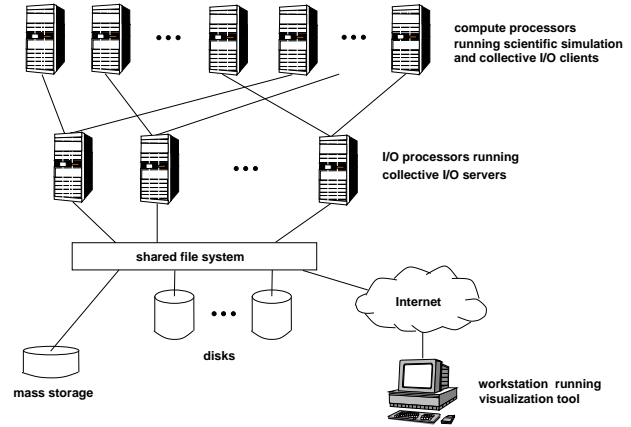 compute processors
running scientific simulation
and collective I/O clients
I/O processors running
collective I/O servers
shared file system
Internet
disks
mass storage
workstation running
visualization tool